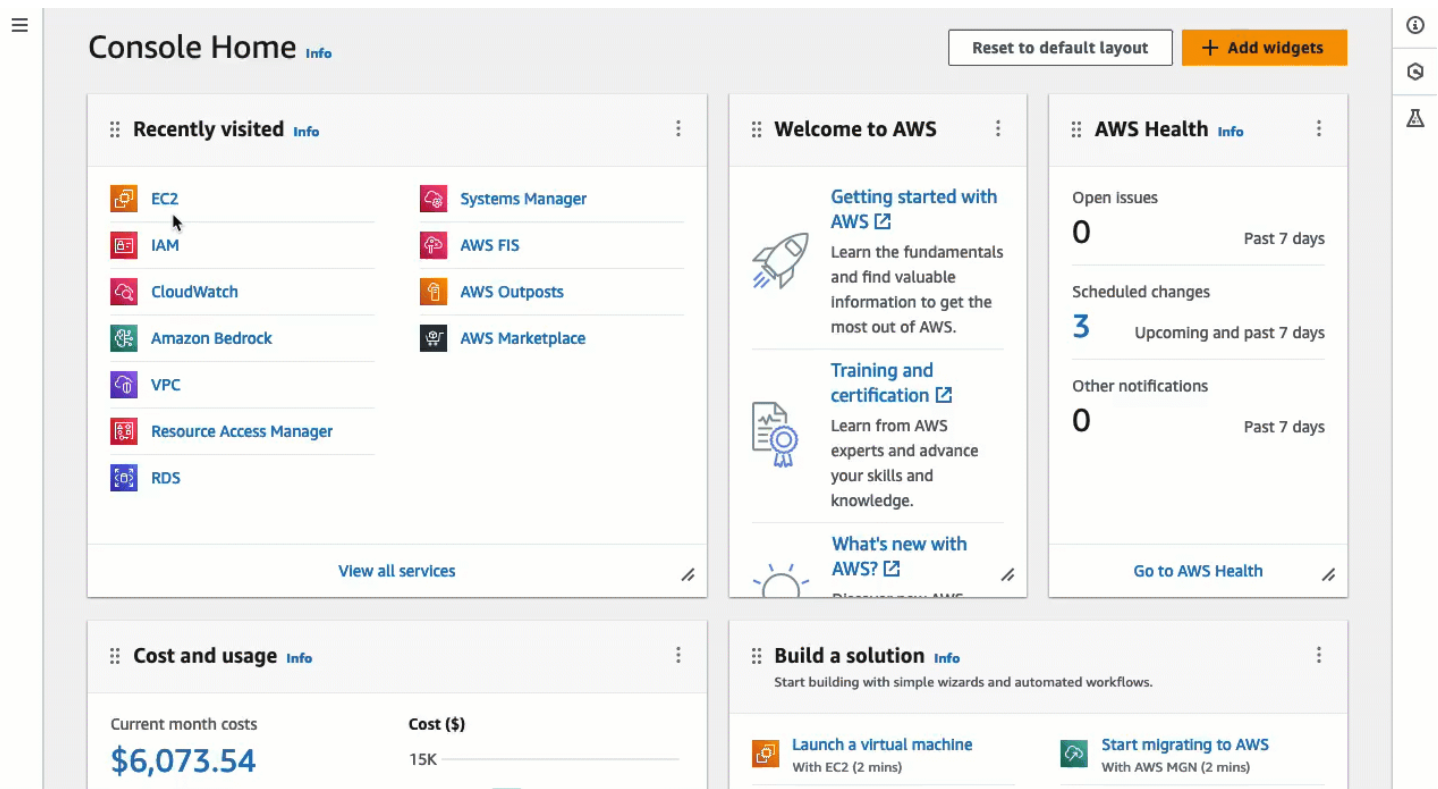 Console Home Info
Reset to default layout
+ Add widgets
Recently visited Info
EC2
IAM
CloudWatch
Amazon Bedrock
VPC
Resource Access Manager
RDS
Systems Manager
AWS FIS
AWS Outposts
AWS Marketplace
View all services
Welcome to AWS
Getting started with
AWS
Learn the fundamentals
and find valuable
information to get the
most out of AWS.
Training and
certification
Learn from AWS
experts and advance
your skills and
knowledge.
What's new with
AWS?
Discover new AWS
AWS Health Info
Open issues
0 Past 7 days
Scheduled changes
3 Upcoming and past 7 days
Other notifications
0 Past 7 days
Go to AWS Health
Cost and usage Info
Current month costs
$6,073.54
Cost ($)
15K
Build a solution Info
Start building with simple wizards and automated workflows.
Launch a virtual machine
With EC2 (2 mins)
Start migrating to AWS
With AWS MGN (2 mins)